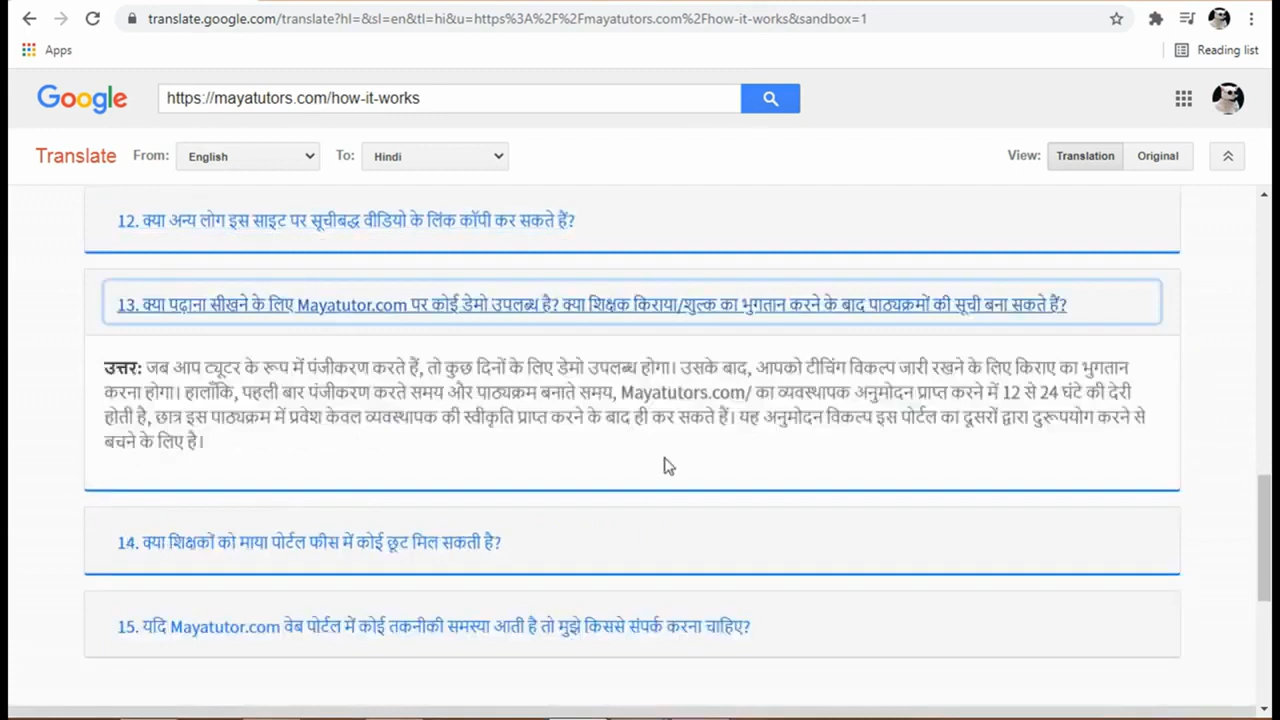 translate.google.com/translate?hl=&sl=en&tl=hi&u=https%3A%2F%2Fmayatutors.com%2Fhow-it-works&sandbox=1
Apps
Reading list
Google
https://mayatutors.com/how-it-works
Translate From: English To: Hindi View: Translation Original
12. क्या अन्य लोग इस साइट पर सूचीबद्ध वीडियो के लिंक कॉपी कर सकते हैं?
13. क्या पढ़ाना सीखने के लिए Mayatutor.com पर कोई डेमो उपलब्ध है? क्या शिक्षक किराया/शुल्क का भुगतान करने के बाद पाठ्यक्रमों की सूची बना सकते हैं?
उत्तर: जब आप ट्यूटर के रूप में पंजीकरण करते हैं, तो कुछ दिनों के लिए डेमो उपलब्ध होगा। उसके बाद, आपको टीचिंग विकल्प जारी रखने के लिए किराए का भुगतान
करना होगा। हालाँकि, पहली बार पंजीकरण करते समय और पाठ्यक्रम बनाते समय, Mayatutors.com/ का व्यवस्थापक अनुमोदन प्राप्त करने में 12 से 24 घंटे की देरी
होती है, छात्र इस पाठ्यक्रम में प्रवेश केवल व्यवस्थापक की स्वीकृति प्राप्त करने के बाद ही कर सकते हैं। यह अनुमोदन विकल्प इस पोर्टल का दूसरों द्वारा दुरूपयोग करने से
बचने के लिए है।
14. क्या शिक्षकों को माया पोर्टल फीस में कोई छूट मिल सकती है?
15. यदि Mayatutor.com वेब पोर्टल में कोई तकनीकी समस्या आती है तो मुझे किससे संपर्क करना चाहिए?